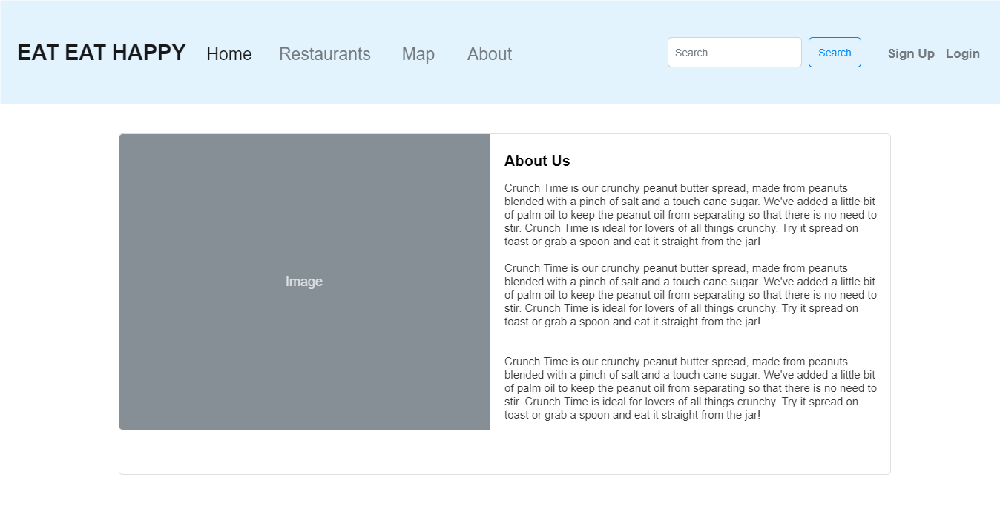 EAT EAT HAPPY Home Restaurants Map About Search Search Sign Up Login
Image
About Us
Crunch Time is our crunchy peanut butter spread, made from peanuts
blended with a pinch of salt and a touch cane sugar. We've added a little bit
of palm oil to keep the peanut oil from separating so that there is no need to
stir. Crunch Time is ideal for lovers of all things crunchy. Try it spread on
toast or grab a spoon and eat it straight from the jar!
Crunch Time is our crunchy peanut butter spread, made from peanuts
blended with a pinch of salt and a touch cane sugar. We've added a little bit
of palm oil to keep the peanut oil from separating so that there is no need to
stir. Crunch Time is ideal for lovers of all things crunchy. Try it spread on
toast or grab a spoon and eat it straight from the jar!
Crunch Time is our crunchy peanut butter spread, made from peanuts
blended with a pinch of salt and a touch cane sugar. We've added a little bit
of palm oil to keep the peanut oil from separating so that there is no need to
stir. Crunch Time is ideal for lovers of all things crunchy. Try it spread on
toast or grab a spoon and eat it straight from the jar!